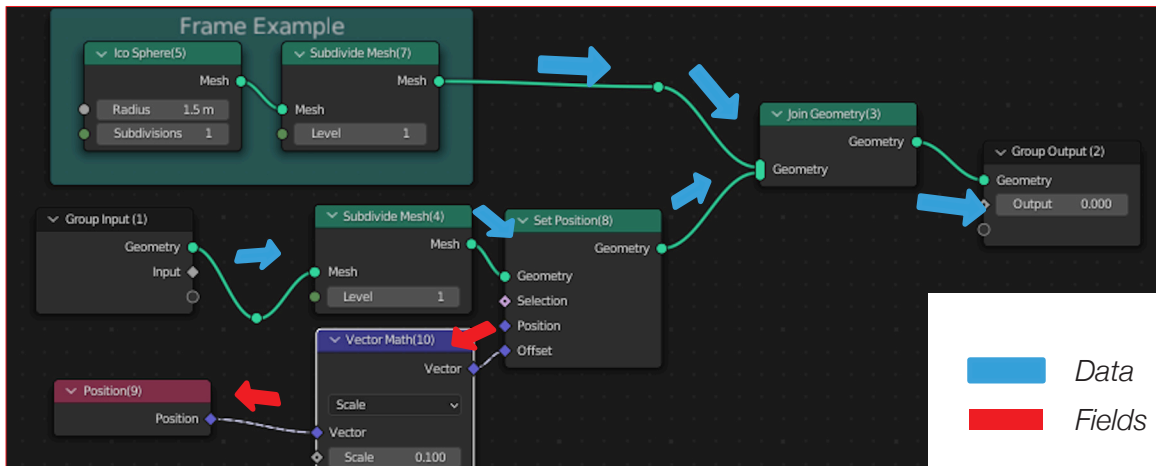 Frame Example
Ico Sphere(5)
Mesh
Radius 1.5 m
Subdivisions 1
Subdivide Mesh(7)
Mesh
Mesh
Level 1
Join Geometry(3)
Geometry
Geometry
Group Output (2)
Geometry
Output 0.000
Group Input (1)
Geometry
Input
Subdivide Mesh(4)
Mesh
Mesh
Level 1
Set Position(8)
Geometry
Geometry
Selection
Position
Offset
Vector Math(10)
Vector
Scale
Vector
Scale 0.100
Position(9)
Position
Data
Fields